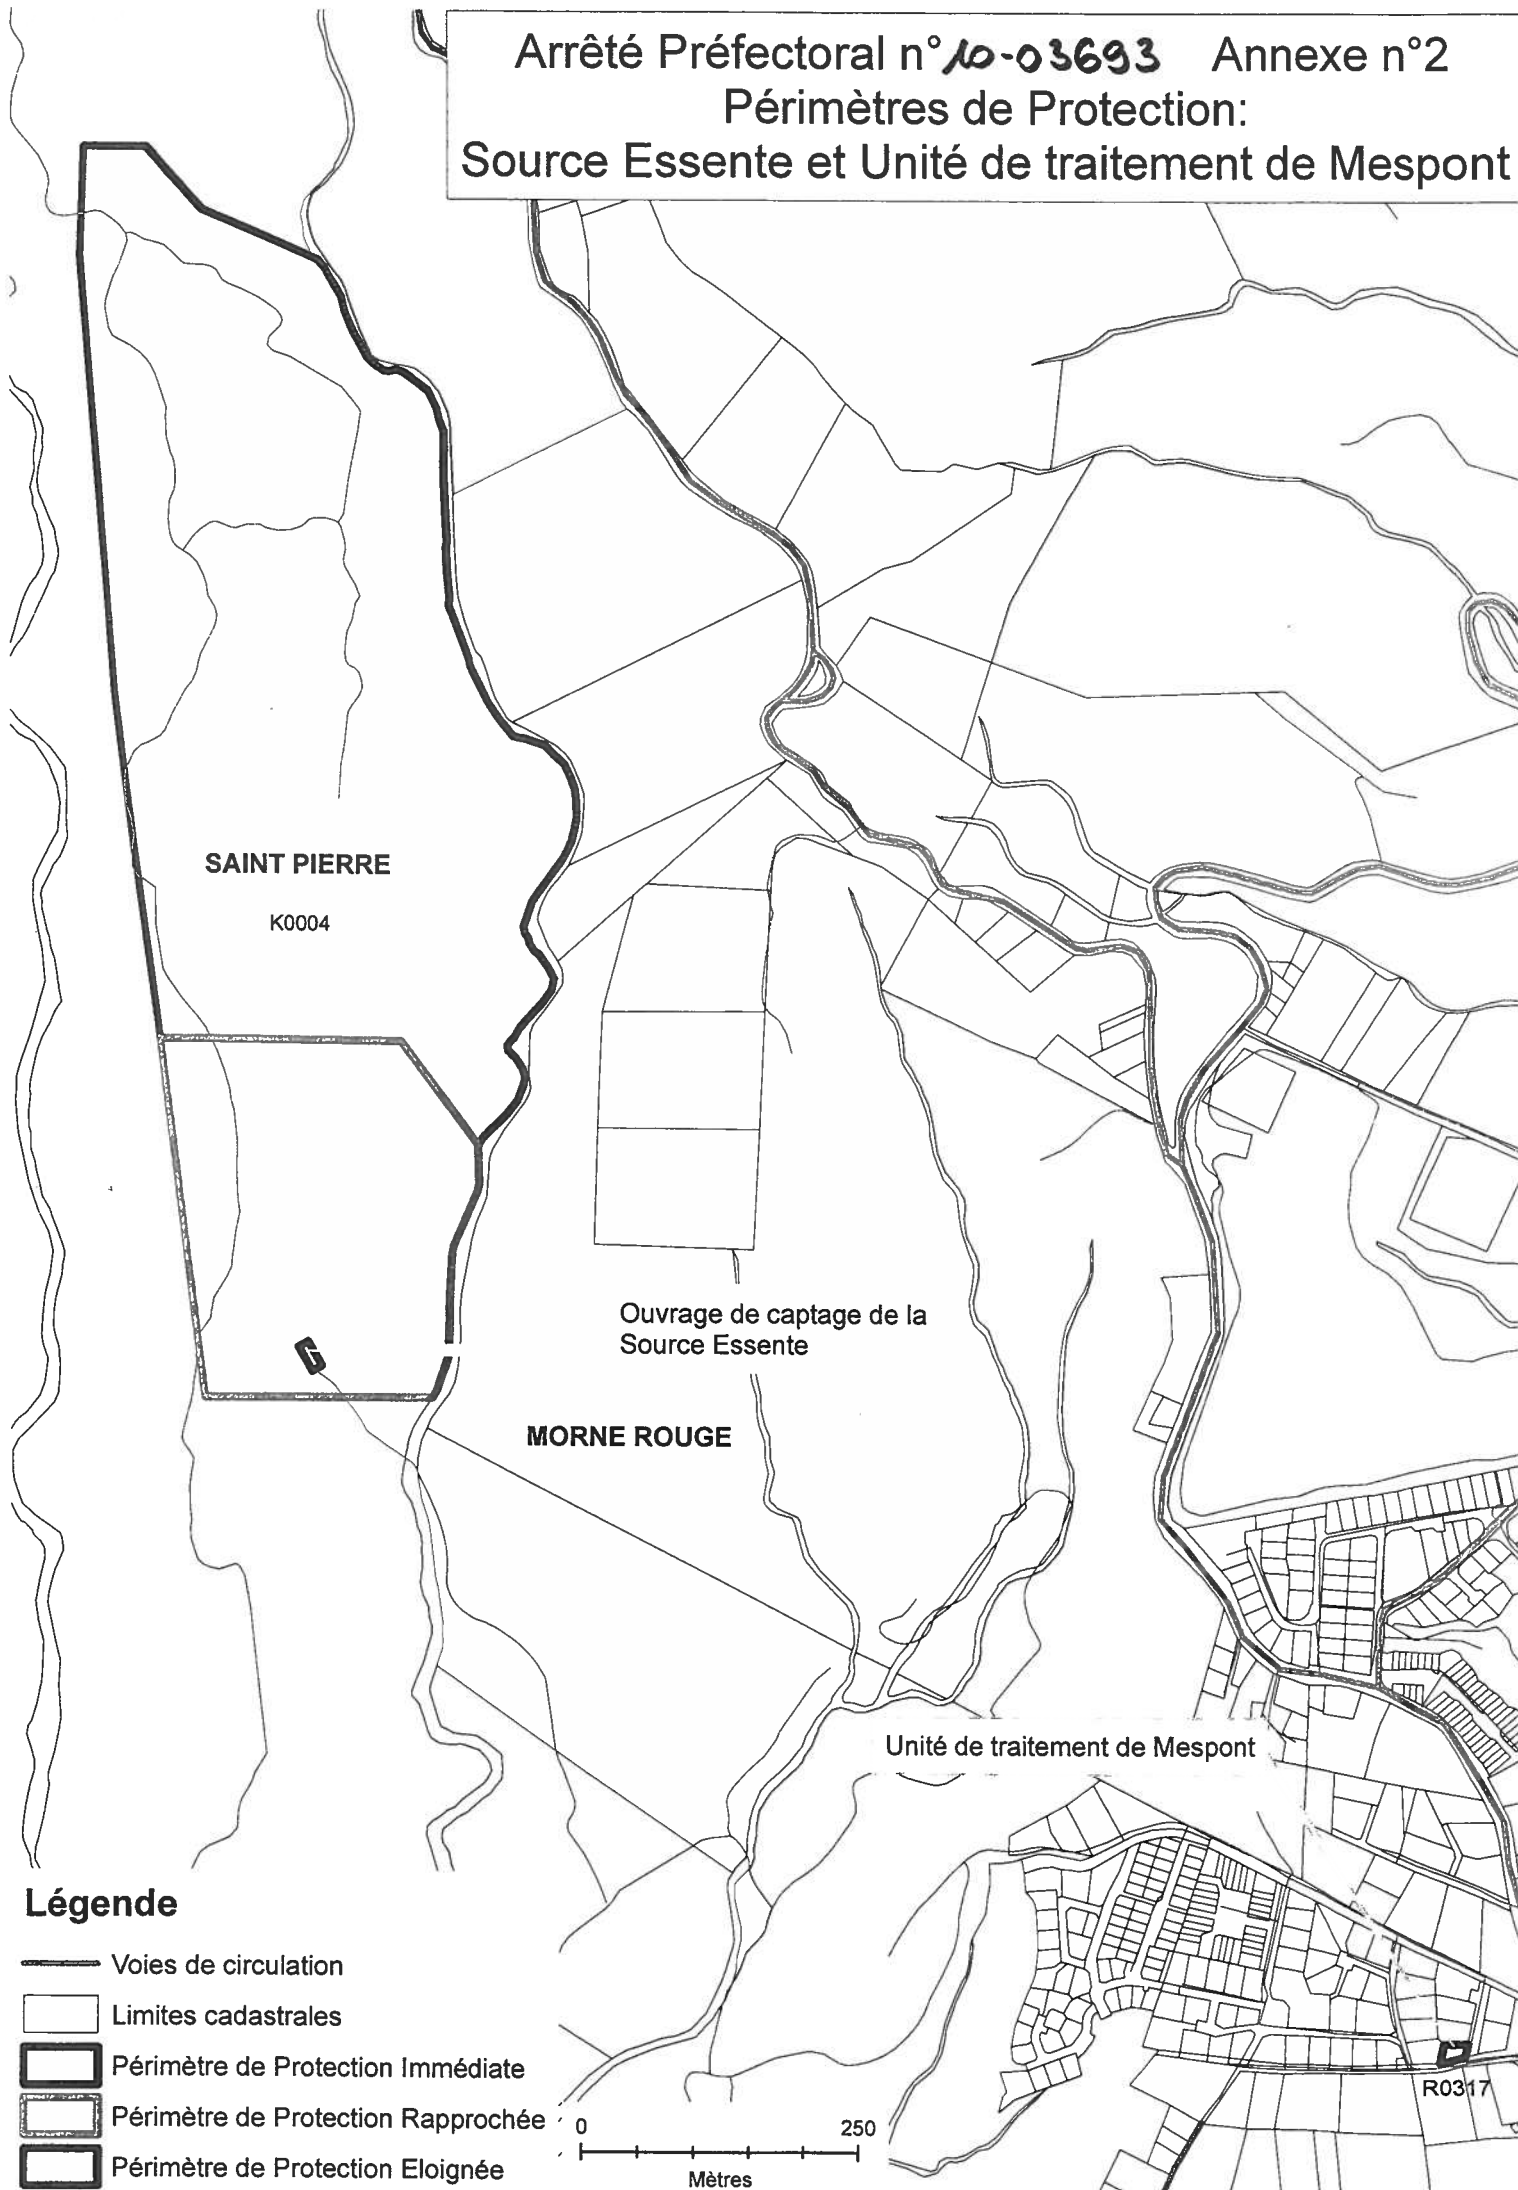 Arrêté Préfectoral n°10-03693 Annexe n°2
Périmètres de Protection:
Source Essente et Unité de traitement de Mespont
SAINT PIERRE
K0004
Ouvrage de captage de la
Source Essente
MORNE ROUGE
Unité de traitement de Mespont
R0317
Légende
Voies de circulation
Limites cadastrales
Périmètre de Protection Immédiate
Périmètre de Protection Rapprochée
Périmètre de Protection Eloignée
0 250
Mètres